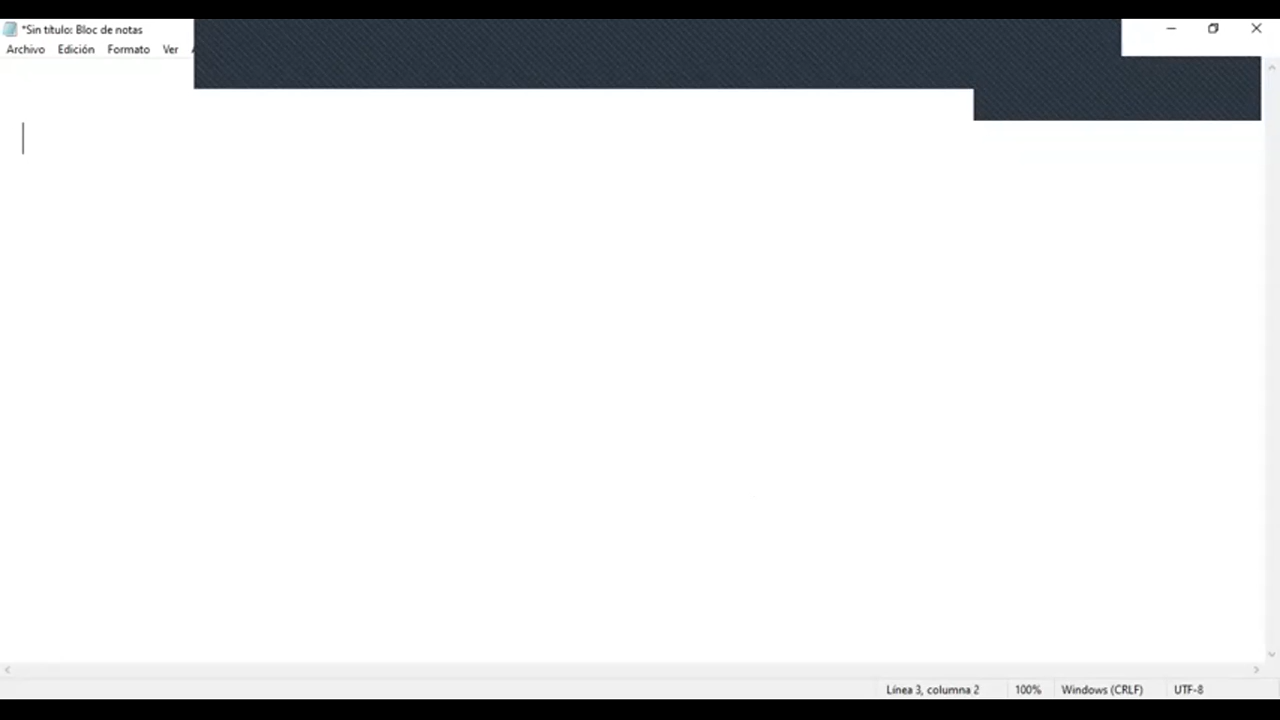 *Sin título: Bloc de notas
Archivo Edición Formato Ver
Línea 3, columna 2 100% Windows (CRLF) UTF-8